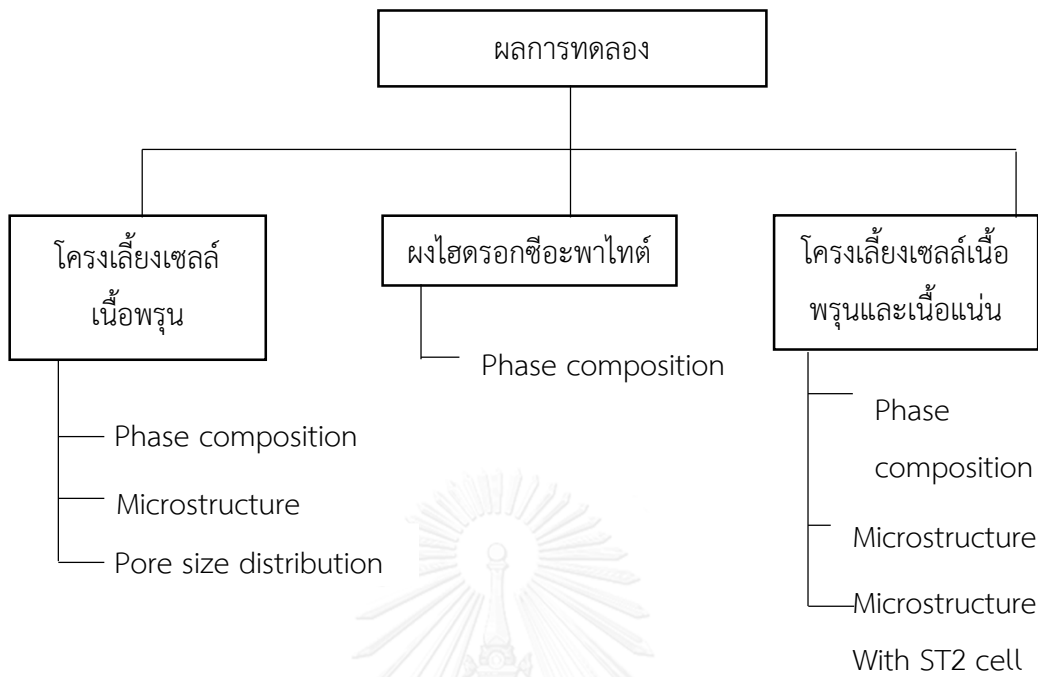 ผลการทดลอง
โครงเลี้ยงเซลล์
เนื้อพรุน
Phase composition
Microstructure
Pore size distribution
ผงไฮดรอกซีอะพาไทต์
Phase composition
โครงเลี้ยงเซลล์เนื้อ
พรุนและเนื้อแน่น
Phase
composition
Microstructure
Microstructure
With ST2 cell